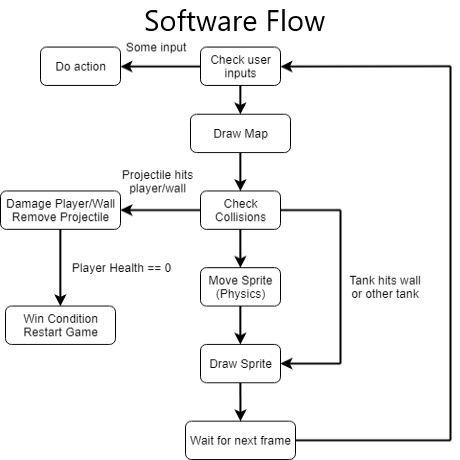 Software Flow
Some input
Do action
Check user
inputs
Draw Map
Projectile hits
player/wall
Damage Player/Wall
Remove Projectile
Check
Collisions
Player Health == 0
Move Sprite
(Physics)
Tank hits wall
or other tank
Win Condition
Restart Game
Draw Sprite
Wait for next frame